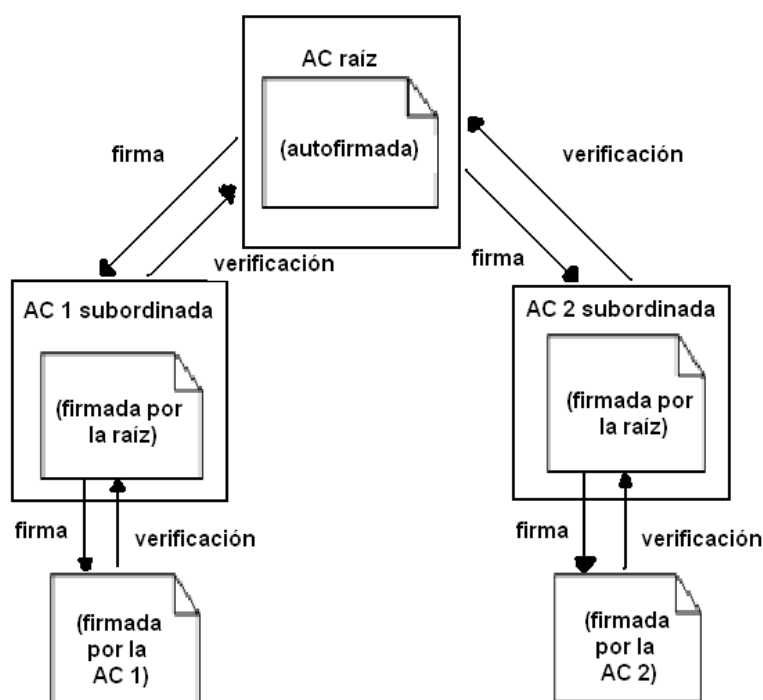 AC raíz
(autofirmada)
firma
verificación
verificación
firma
AC 1 subordinada
(firmada por
la raíz)
AC 2 subordinada
(firmada por
la raíz)
firma
verificación
firma
verificación
(firmada
por la
AC 1)
(firmada
por la
AC 2)